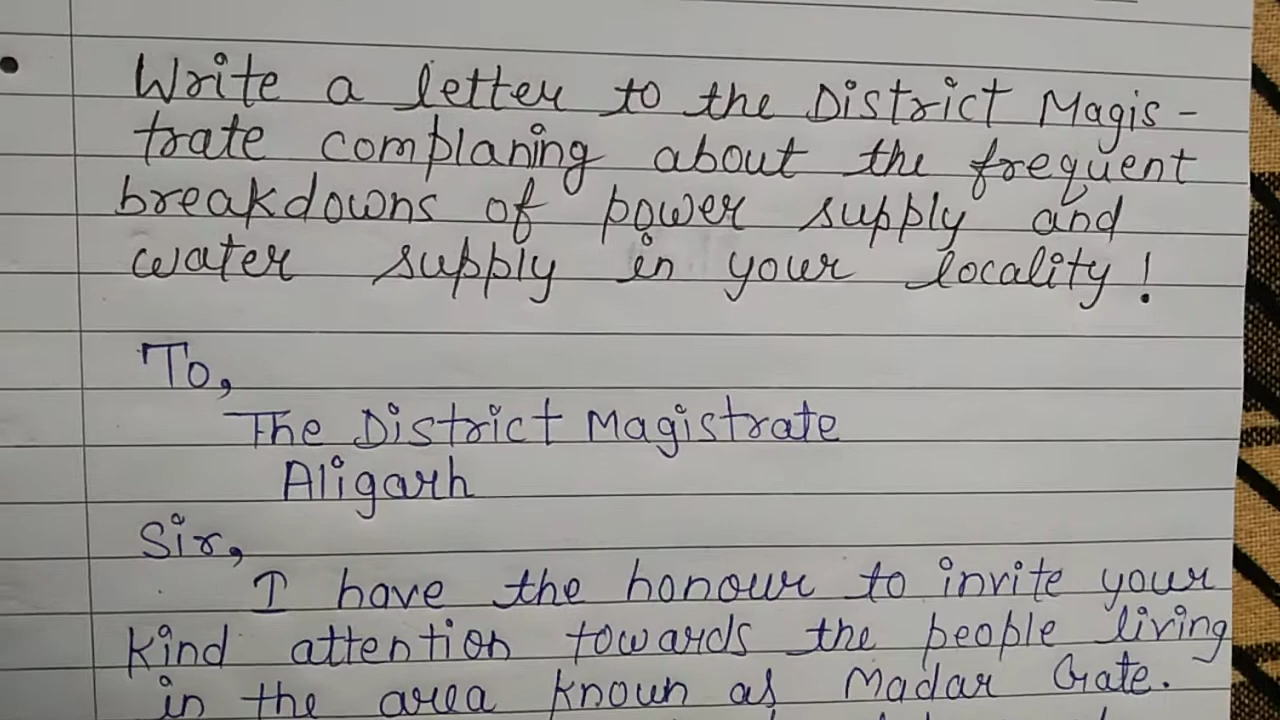 Write a letter to the District Magis -
trate complaning about the frequent
breakdowns of power supply and
water supply in your locality !
To,
The District Magistrate
Aligarh
Sir,
I have the honour to invite your
kind attention towards the people living
in the area known as Madar Gate.